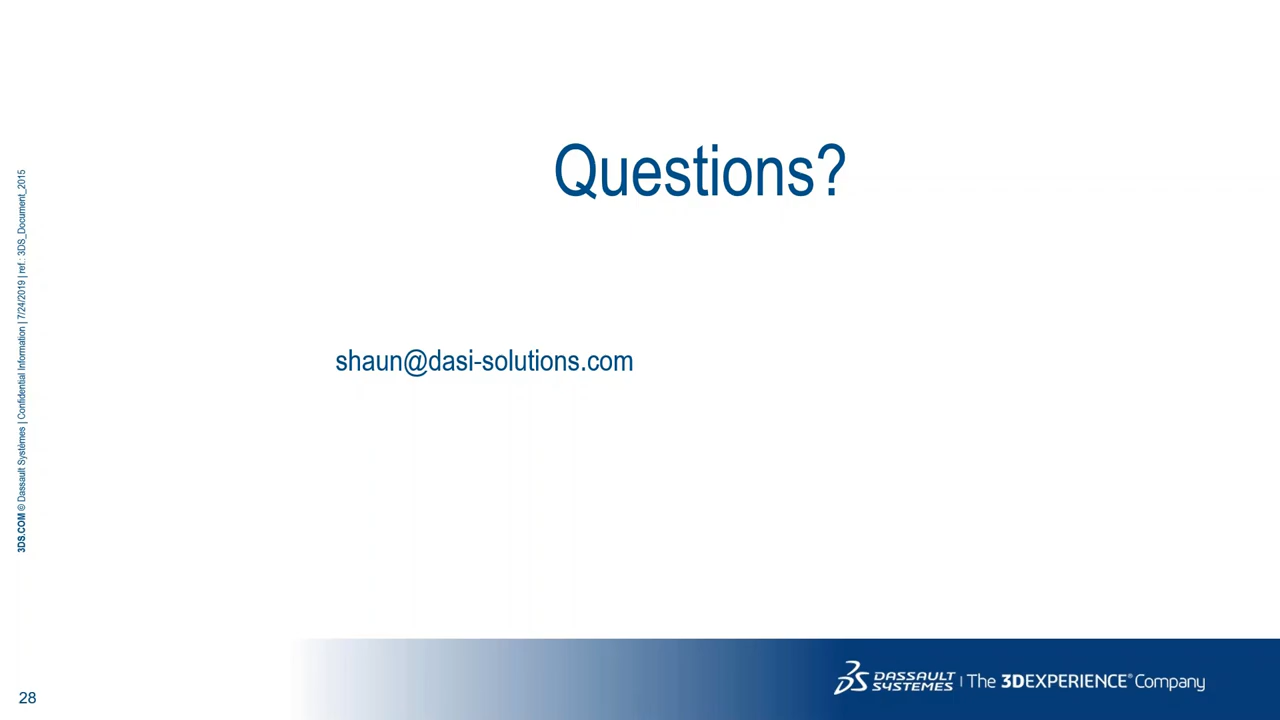 Questions?
shaun@dasi-solutions.com
3DS.COM © Dassault Systèmes | Confidential Information | 7/24/2019 | ref.: 3DS_Document_2015
28
DASSAULT SYSTEMES | The 3DEXPERIENCE® Company